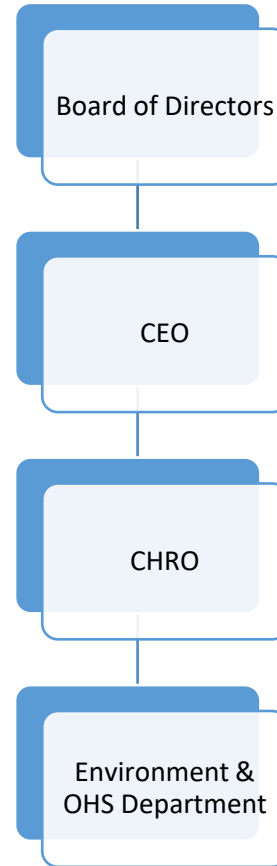 Board of Directors
CEO
CHRO
Environment &
OHS Department